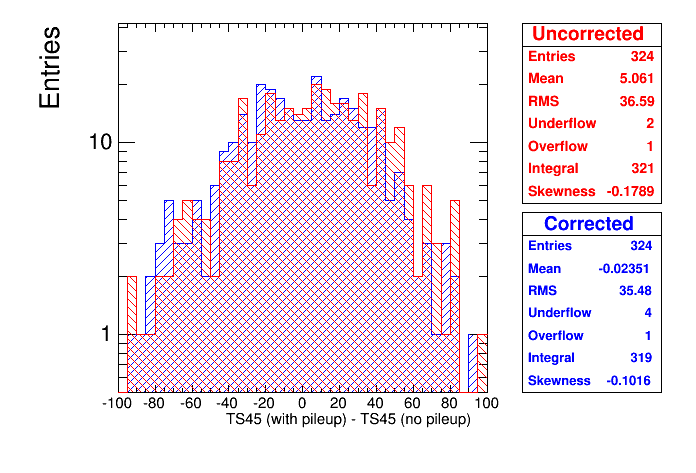 Entries
10
1
-100 -80 -60 -40 -20 0 20 40 60 80 100
TS45 (with pileup) - TS45 (no pileup)
Uncorrected
Entries 324
Mean 5.061
RMS 36.59
Underflow 2
Overflow 1
Integral 321
Skewness -0.1789
Corrected
Entries 324
Mean -0.02351
RMS 35.48
Underflow 4
Overflow 1
Integral 319
Skewness -0.1016